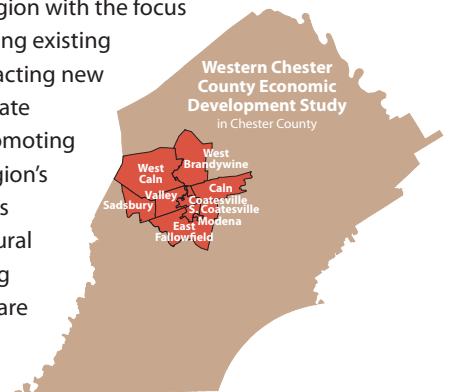 egion with the focus
ing existing
acting new
ate
omoting
gion's
s
ural
g
are
Western Chester
County Economic
Development Study
in Chester County
West
Brandywine
West
Caln
Caln
Valley
Coatesville
Sadsbury
S. Coatesville
Modena
East
Fallowfield